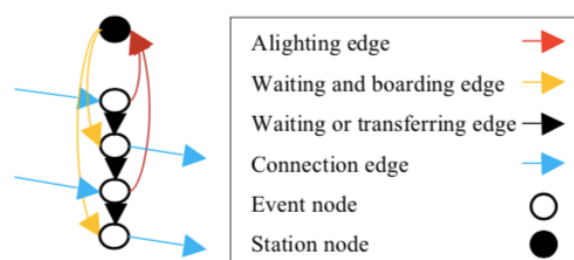 Alighting edge
Waiting and boarding edge
Waiting or transferring edge
Connection edge
Event node
Station node